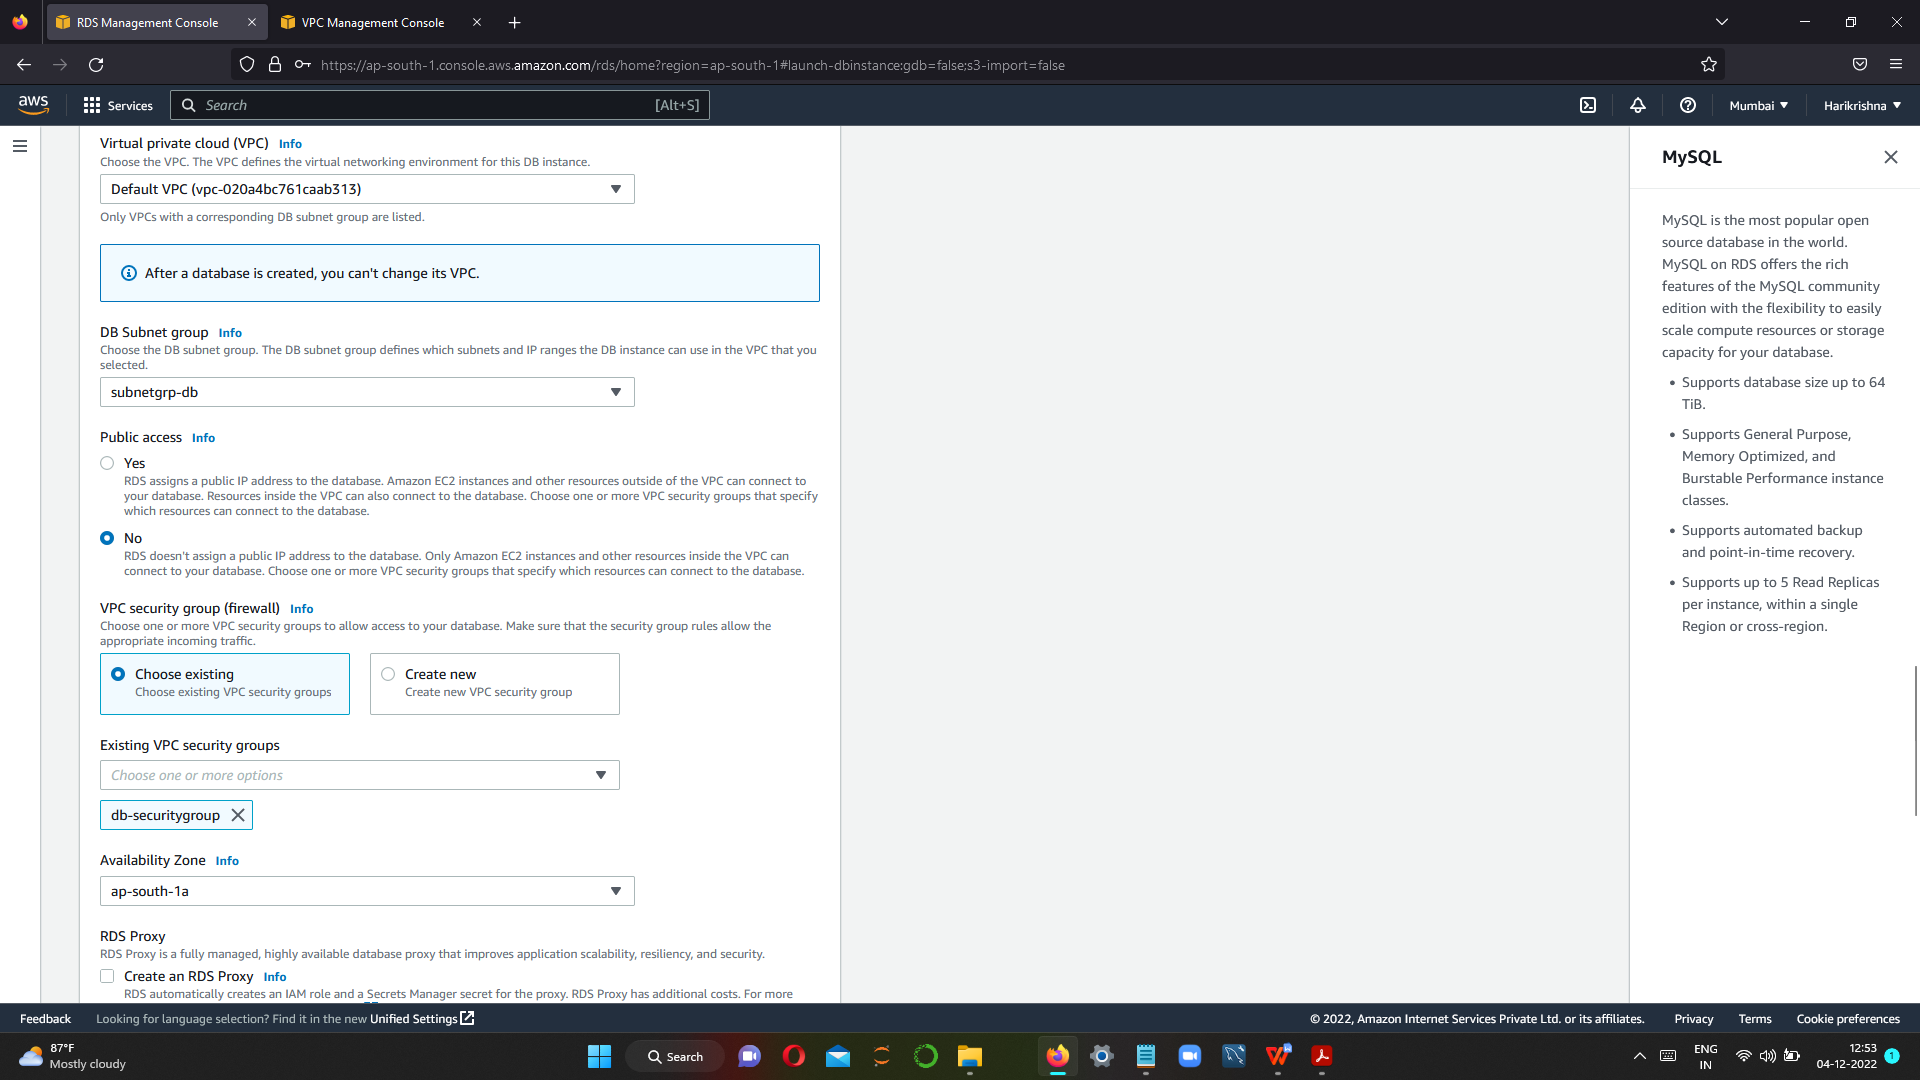 RDS Management Console
VPC Management Console
https://ap-south-1.console.aws.amazon.com/rds/home?region=ap-south-1#launch-dbinstance:gdb=false;s3-import=false
aws
Services
Search
[Alt+S]
Mumbai
Harikrishna
Virtual private cloud (VPC) Info
Choose the VPC. The VPC defines the virtual networking environment for this DB instance.
Default VPC (vpc-020a4bc761caab313)
Only VPCs with a corresponding DB subnet group are listed.
After a database is created, you can't change its VPC.
DB Subnet group Info
Choose the DB subnet group. The DB subnet group defines which subnets and IP ranges the DB instance can use in the VPC that you
selected.
subnetgrp-db
Public access Info
Yes
RDS assigns a public IP address to the database. Amazon EC2 instances and other resources outside of the VPC can connect to
your database. Resources inside the VPC can also connect to the database. Choose one or more VPC security groups that specify
which resources can connect to the database.
No
RDS doesn't assign a public IP address to the database. Only Amazon EC2 instances and other resources inside the VPC can
connect to your database. Choose one or more VPC security groups that specify which resources can connect to the database.
VPC security group (firewall) Info
Choose one or more VPC security groups to allow access to your database. Make sure that the security group rules allow the
appropriate incoming traffic.
Choose existing
Choose existing VPC security groups
Create new
Create new VPC security group
Existing VPC security groups
Choose one or more options
db-securitygroup
Availability Zone Info
ap-south-1a
RDS Proxy
RDS Proxy is a fully managed, highly available database proxy that improves application scalability, resiliency, and security.
Create an RDS Proxy Info
RDS automatically creates an IAM role and a Secrets Manager secret for the proxy. RDS Proxy has additional costs. For more
MySQL
MySQL is the most popular open
source database in the world.
MySQL on RDS offers the rich
features of the MySQL community
edition with the flexibility to easily
scale compute resources or storage
capacity for your database.
• Supports database size up to 64
TiB.
• Supports General Purpose,
Memory Optimized, and
Burstable Performance instance
classes.
• Supports automated backup
and point-in-time recovery.
• Supports up to 5 Read Replicas
per instance, within a single
Region or cross-region.
Feedback
Looking for language selection? Find it in the new Unified Settings
© 2022, Amazon Internet Services Private Ltd. or its affiliates.
Privacy
Terms
Cookie preferences
87°F
Mostly cloudy
Search
ENG
IN
12:53
04-12-2022
1